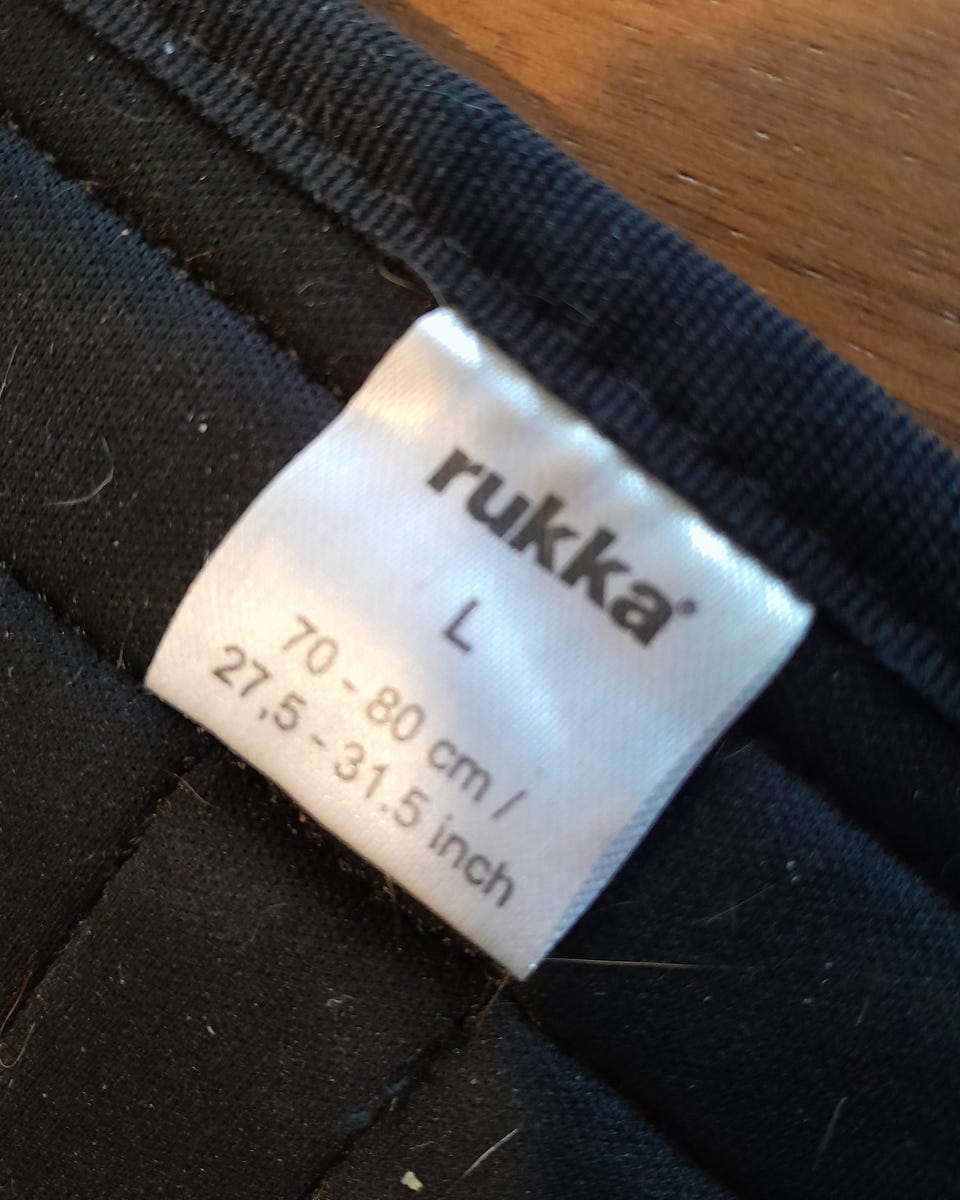 rukka®
L
70 - 80 cm /
27,5 - 31.5 inch